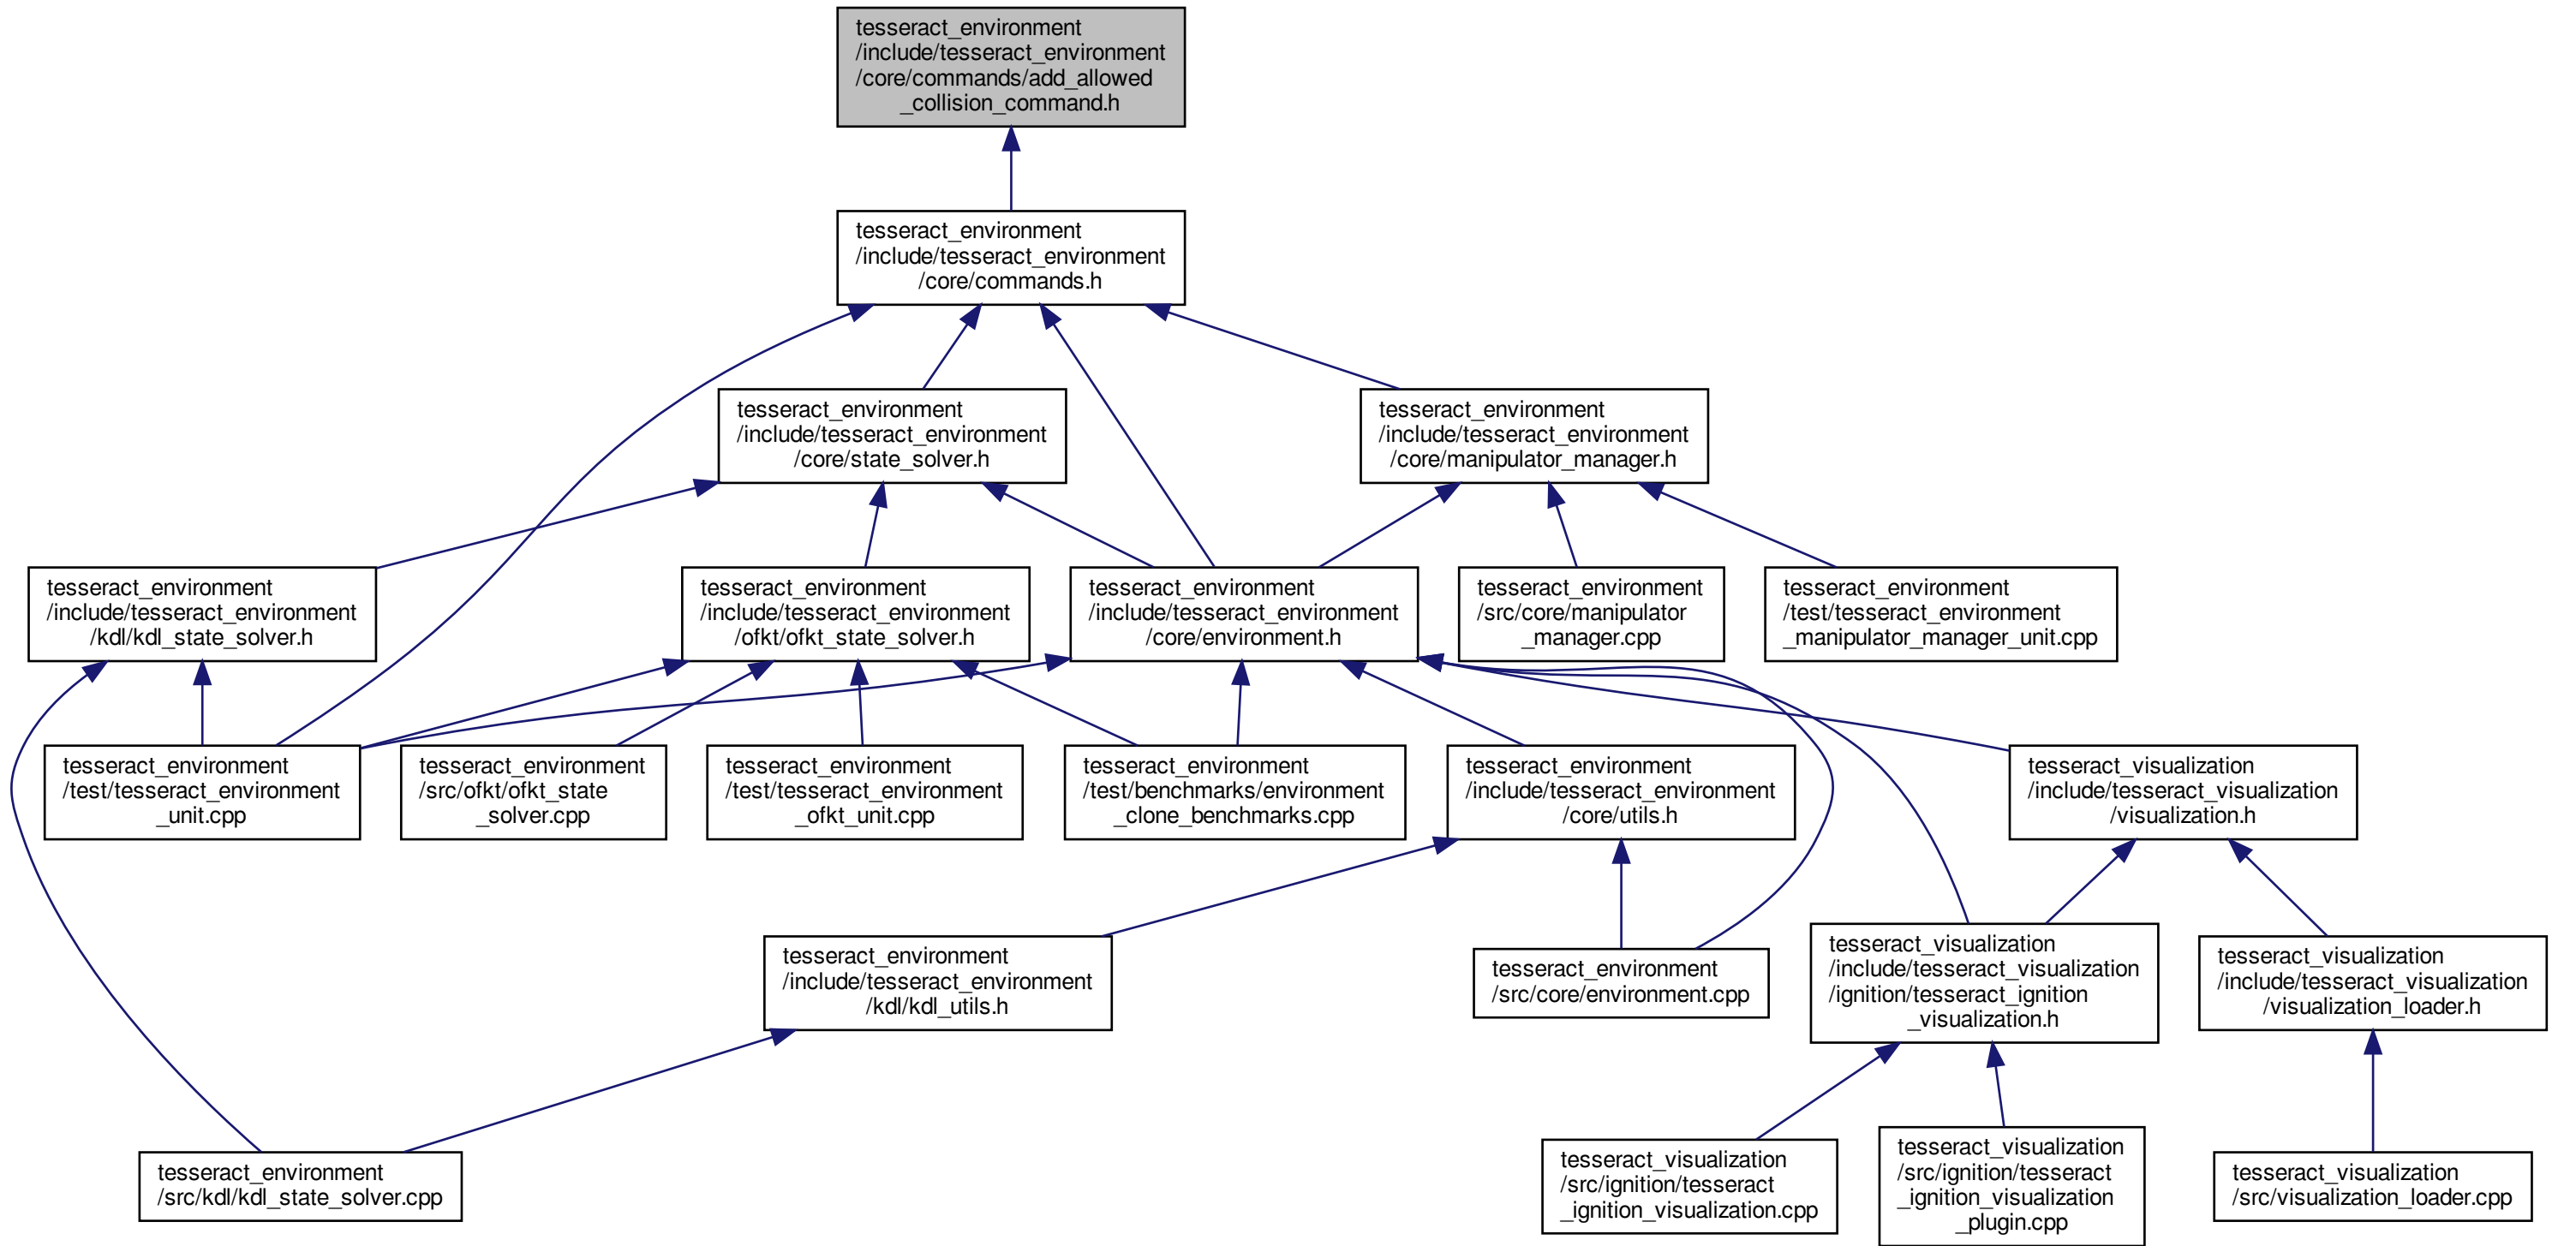 tesseract_environment
/include/tesseract_environment
/core/commands/add_allowed
_collision_command.h
tesseract_environment
/include/tesseract_environment
/core/commands.h
tesseract_environment
/include/tesseract_environment
/core/state_solver.h
tesseract_environment
/include/tesseract_environment
/core/manipulator_manager.h
tesseract_environment
/include/tesseract_environment
/kdl/kdl_state_solver.h
tesseract_environment
/include/tesseract_environment
/ofkt/ofkt_state_solver.h
tesseract_environment
/include/tesseract_environment
/core/environment.h
tesseract_environment
/src/core/manipulator
_manager.cpp
tesseract_environment
/test/tesseract_environment
_manipulator_manager_unit.cpp
tesseract_environment
/test/tesseract_environment
_unit.cpp
tesseract_environment
/src/ofkt/ofkt_state
_solver.cpp
tesseract_environment
/test/tesseract_environment
_ofkt_unit.cpp
tesseract_environment
/test/benchmarks/environment
_clone_benchmarks.cpp
tesseract_environment
/include/tesseract_environment
/core/utils.h
tesseract_visualization
/include/tesseract_visualization
/visualization.h
tesseract_environment
/include/tesseract_environment
/kdl/kdl_utils.h
tesseract_environment
/src/core/environment.cpp
tesseract_visualization
/include/tesseract_visualization
/ignition/tesseract_ignition
_visualization.h
tesseract_visualization
/include/tesseract_visualization
/visualization_loader.h
tesseract_environment
/src/kdl/kdl_state_solver.cpp
tesseract_visualization
/src/ignition/tesseract
_ignition_visualization.cpp
tesseract_visualization
/src/ignition/tesseract
_ignition_visualization
_plugin.cpp
tesseract_visualization
/src/visualization_loader.cpp